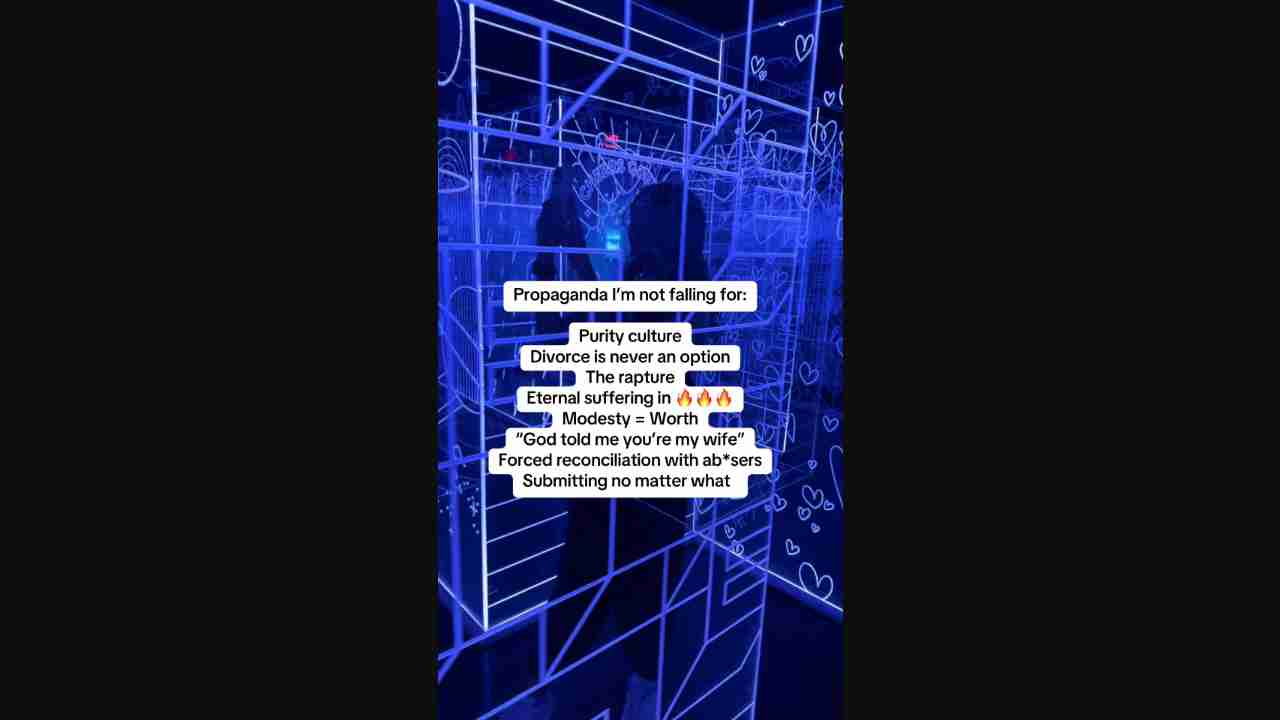 Propaganda I’m not falling for:
Purity culture
Divorce is never an option
The rapture
Eternal suffering in 🔥🔥🔥
Modesty = Worth
“God told me you’re my wife”
Forced reconciliation with ab*sers
Submitting no matter what